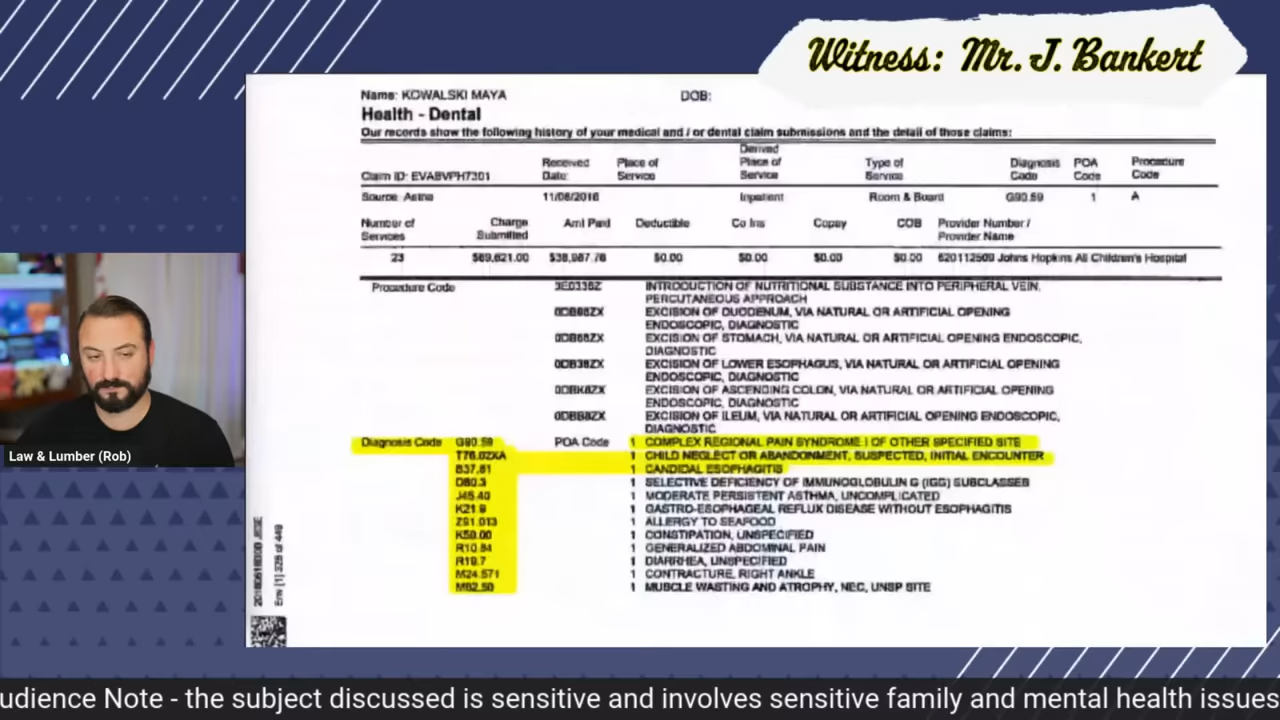 Witness: Mr. J. Bankert
Name: KOWALSKI MAYA DOB:
Health - Dental
Our records show the following history of your medical and / or dental claim submissions and the detail of those claims:
Claim ID: EVABVPH7301 Received Date: Place of Service Derived Place of Service Type of Service Diagnosis Code POA Code Procedure Code
Source: Aetna 11/08/2016 Inpatient Room & Board G90.59 1 A
Number of Services Charge Submitted Amt Paid Deductible Co Ins Copay COB Provider Number / Provider Name
23 $69,621.00 $38,987.76 $0.00 $0.00 $0.00 $0.00 620112509 Johns Hopkins All Children's Hospital
Procedure Code 3E0336Z INTRODUCTION OF NUTRITIONAL SUBSTANCE INTO PERIPHERAL VEIN,
PERCUTANEOUS APPROACH
0DB98ZX EXCISION OF DUODENUM, VIA NATURAL OR ARTIFICIAL OPENING
ENDOSCOPIC, DIAGNOSTIC
0DB68ZX EXCISION OF STOMACH, VIA NATURAL OR ARTIFICIAL OPENING ENDOSCOPIC,
DIAGNOSTIC
0DB38ZX EXCISION OF LOWER ESOPHAGUS, VIA NATURAL OR ARTIFICIAL OPENING
ENDOSCOPIC, DIAGNOSTIC
0DBK8ZX EXCISION OF ASCENDING COLON, VIA NATURAL OR ARTIFICIAL OPENING
ENDOSCOPIC, DIAGNOSTIC
0DBB8ZX EXCISION OF ILEUM, VIA NATURAL OR ARTIFICIAL OPENING ENDOSCOPIC,
DIAGNOSTIC
Diagnosis Code G90.59 POA Code 1 COMPLEX REGIONAL PAIN SYNDROME I OF OTHER SPECIFIED SITE
T76.02XA 1 CHILD NEGLECT OR ABANDONMENT, SUSPECTED, INITIAL ENCOUNTER
B37.81 1 CANDIDAL ESOPHAGITIS
D80.3 1 SELECTIVE DEFICIENCY OF IMMUNOGLOBULIN G (IGG) SUBCLASSES
J45.40 1 MODERATE PERSISTENT ASTHMA, UNCOMPLICATED
K21.9 1 GASTRO-ESOPHAGEAL REFLUX DISEASE WITHOUT ESOPHAGITIS
Z91.013 1 ALLERGY TO SEAFOOD
K59.00 1 CONSTIPATION, UNSPECIFIED
R10.84 1 GENERALIZED ABDOMINAL PAIN
R19.7 1 DIARRHEA, UNSPECIFIED
M24.571 1 CONTRACTURE, RIGHT ANKLE
M62.50 1 MUSCLE WASTING AND ATROPHY, NEC, UNSP SITE
Law & Lumber (Rob)
udience Note - the subject discussed is sensitive and involves sensitive family and mental health issues